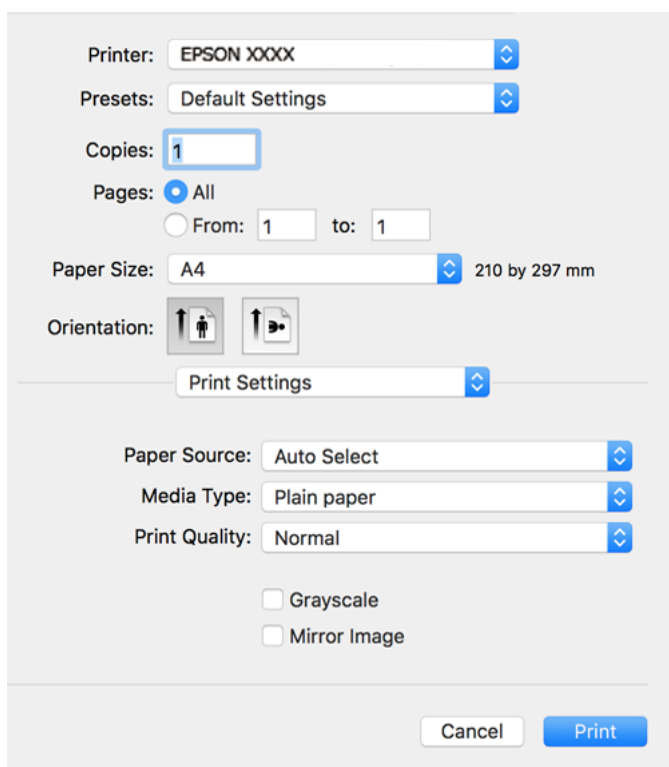 Printer: EPSON XXXX
Presets: Default Settings
Copies: 1
Pages: All
From: 1 to: 1
Paper Size: A4 210 by 297 mm
Orientation:
Print Settings
Paper Source: Auto Select
Media Type: Plain paper
Print Quality: Normal
Grayscale
Mirror Image
Cancel Print